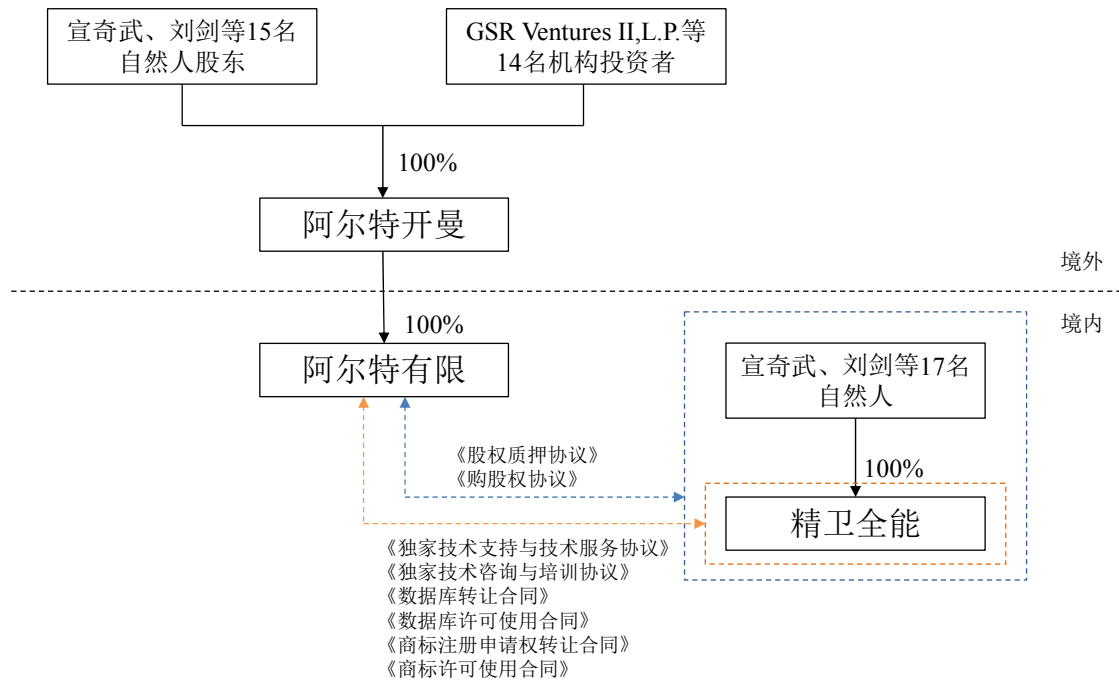 宣奇武、刘剑等15名
自然人股东
GSR Ventures II,L.P.等
14名机构投资者
100%
阿尔特开曼
境外
境内
100%
阿尔特有限
宣奇武、刘剑等17名
自然人
《股权质押协议》
《购股权协议》
100%
精卫全能
《独家技术支持与技术服务协议》
《独家技术咨询与培训协议》
《数据库转让合同》
《数据库许可使用合同》
《商标注册申请权转让合同》
《商标许可使用合同》